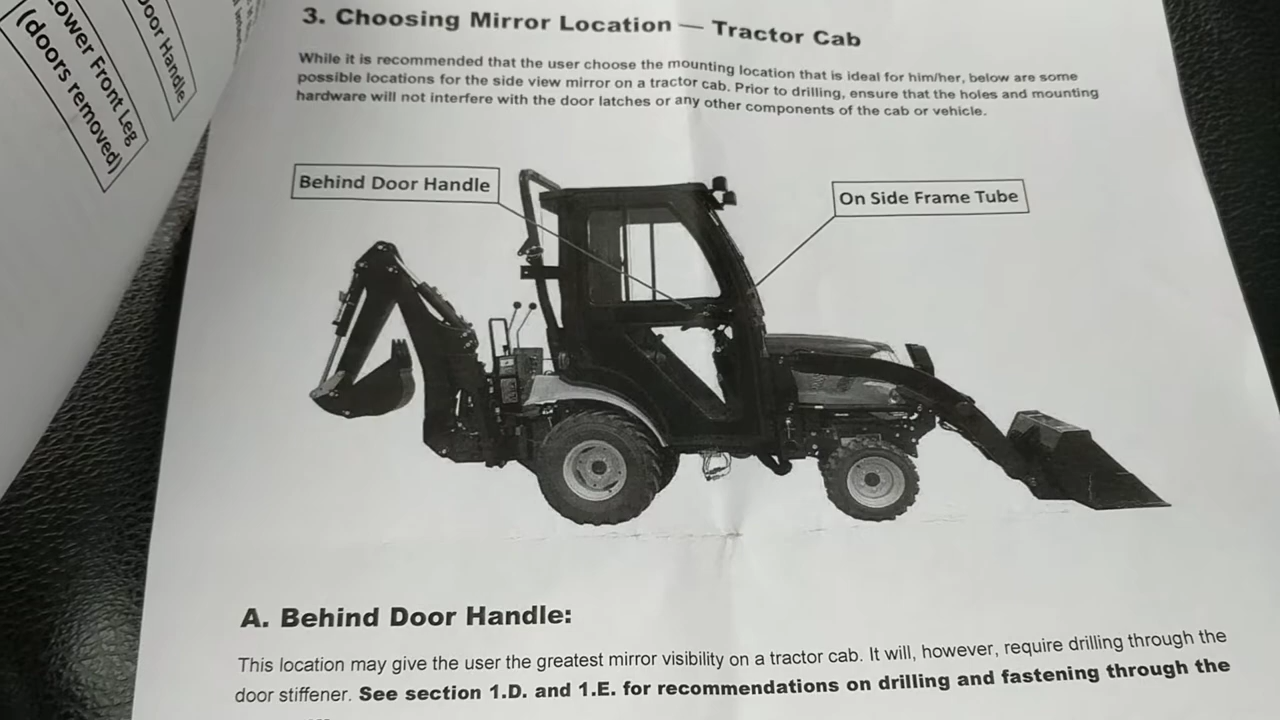 oor Handle
ower Front Leg
(doors removed)
3. Choosing Mirror Location — Tractor Cab
While it is recommended that the user choose the mounting location that is ideal for him/her, below are some
possible locations for the side view mirror on a tractor cab. Prior to drilling, ensure that the holes and mounting
hardware will not interfere with the door latches or any other components of the cab or vehicle.
Behind Door Handle
On Side Frame Tube
A. Behind Door Handle:
This location may give the user the greatest mirror visibility on a tractor cab. It will, however, require drilling through the
door stiffener. See section 1.D. and 1.E. for recommendations on drilling and fastening through the